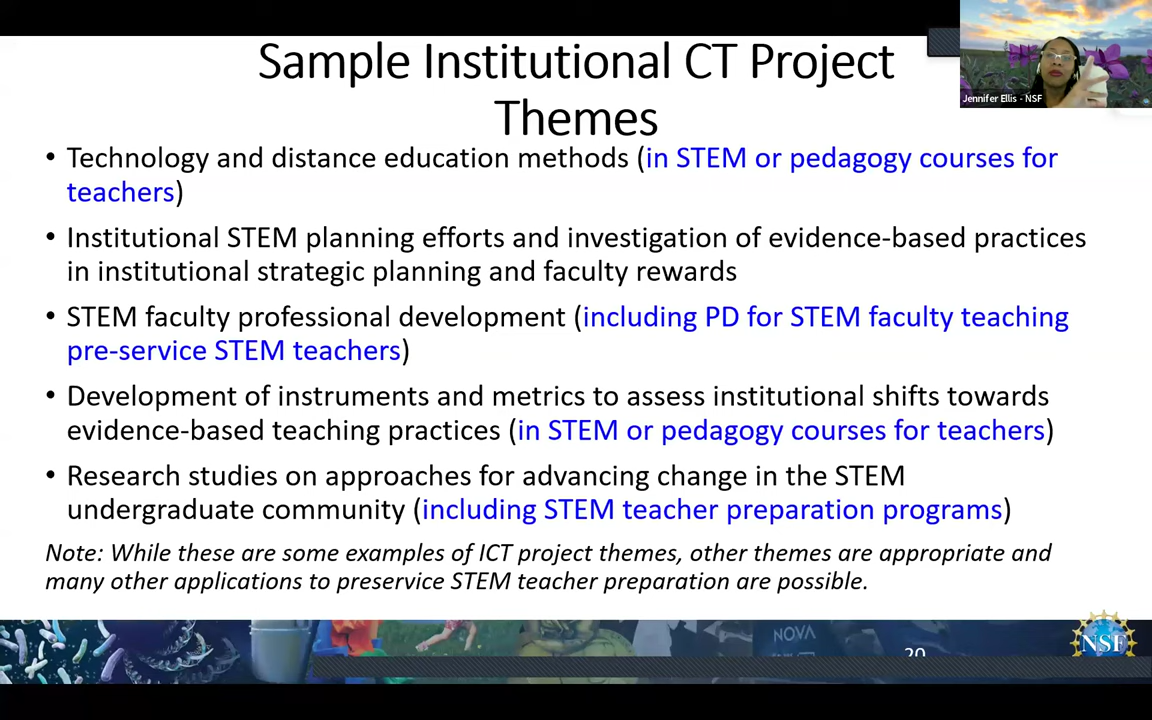 Sample Institutional CT Project
Themes
Jennifer Ellis - NSF
• Technology and distance education methods (in STEM or pedagogy courses for
teachers)
• Institutional STEM planning efforts and investigation of evidence-based practices
in institutional strategic planning and faculty rewards
• STEM faculty professional development (including PD for STEM faculty teaching
pre-service STEM teachers)
• Development of instruments and metrics to assess institutional shifts towards
evidence-based teaching practices (in STEM or pedagogy courses for teachers)
• Research studies on approaches for advancing change in the STEM
undergraduate community (including STEM teacher preparation programs)
Note: While these are some examples of ICT project themes, other themes are appropriate and
many other applications to preservice STEM teacher preparation are possible.
NOVA
20
NSF